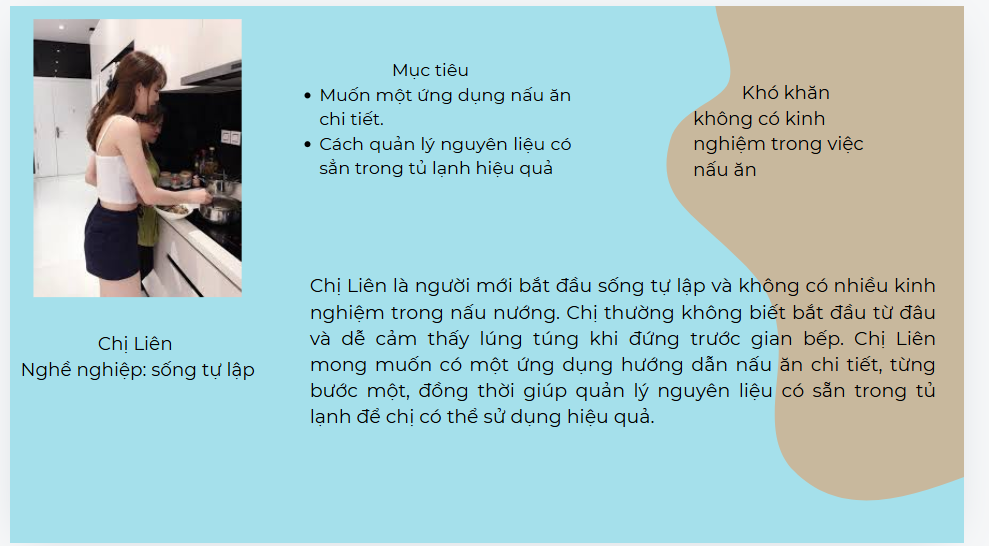 Mục tiêu
• Muốn một ứng dụng nấu ăn
chi tiết.
• Cách quản lý nguyên liệu có
sẳn trong tủ lạnh hiệu quả
Khó khăn
không có kinh
nghiệm trong việc
nấu ăn
Chị Liên
Nghề nghiệp: sống tự lập
Chị Liên là người mới bắt đầu sống tự lập và không có nhiều kinh
nghiệm trong nấu nướng. Chị thường không biết bắt đầu từ đâu
và dễ cảm thấy lúng túng khi đứng trước gian bếp. Chị Liên
mong muốn có một ứng dụng hướng dẫn nấu ăn chi tiết, từng
bước một, đồng thời giúp quản lý nguyên liệu có sẵn trong tủ
lạnh để chị có thể sử dụng hiệu quả.